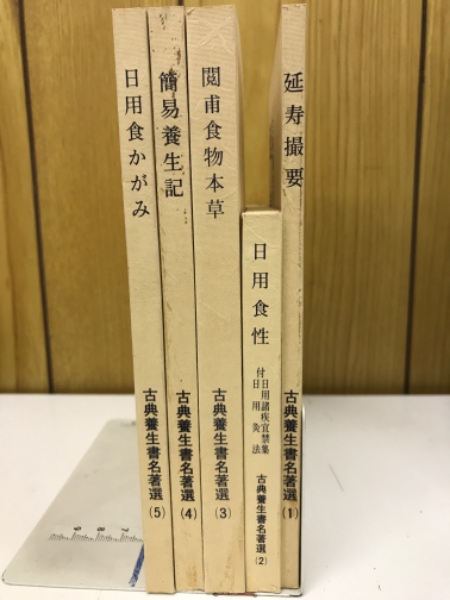 延寿撮要
古典養生書名著選(1)
日用食性
付 日用諸疾宜禁集
日用灸法
古典養生書名著選(2)
閲甫食物本草
古典養生書名著選(3)
簡易養生記
古典養生書名著選(4)
日用食かがみ
古典養生書名著選(5)
7
8
9